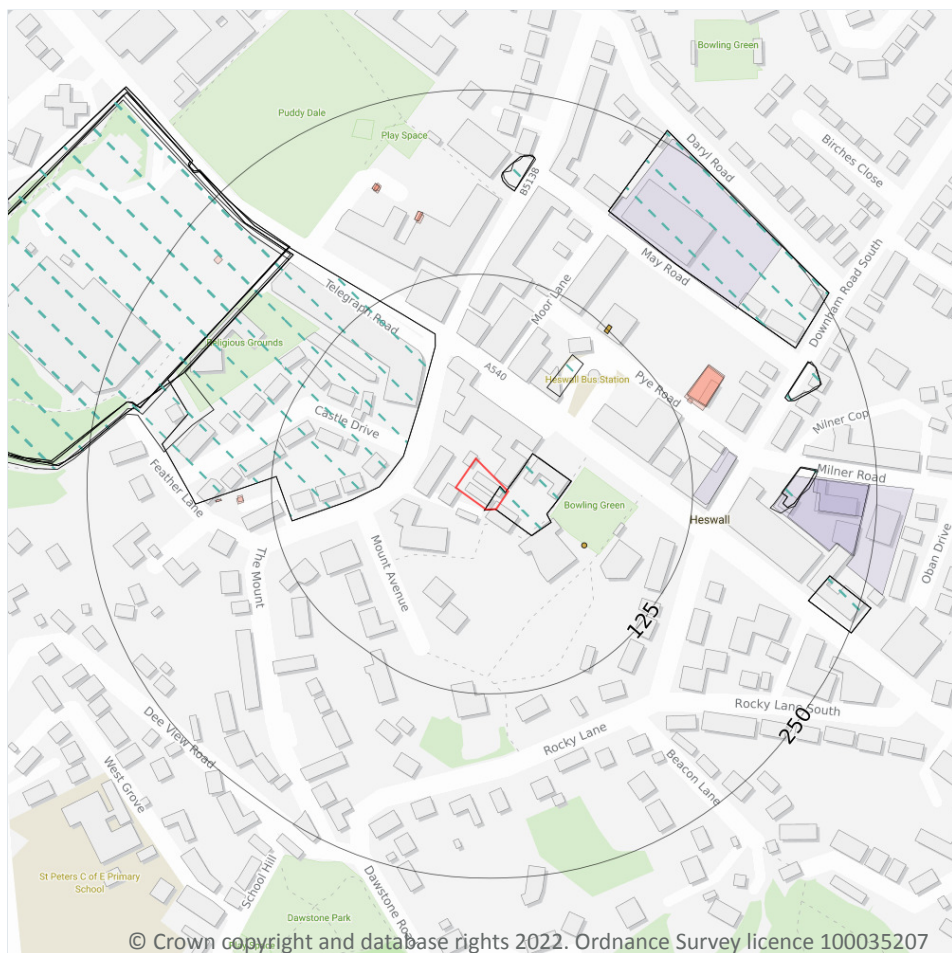 Bowling Green
Puddy Dale
Play Space
Daryl Road
Birches Close
B5138
May Road
Downham Road South
Telegraph Road
Moor Lane
Religious Grounds
A540
Heswall Bus Station
Pye Road
Castle Drive
Milner Cop
Feather Lane
Milner Road
Bowling Green
Heswall
Oban Drive
The Mount
Mount Avenue
125
Dee View Road
Rocky Lane South
250
Rocky Lane
West Grove
Beacon Lane
St Peters C of E Primary
School
School Hill
Dawstone Park
© Crown copyright and database rights 2022. Ordnance Survey licence 100035207